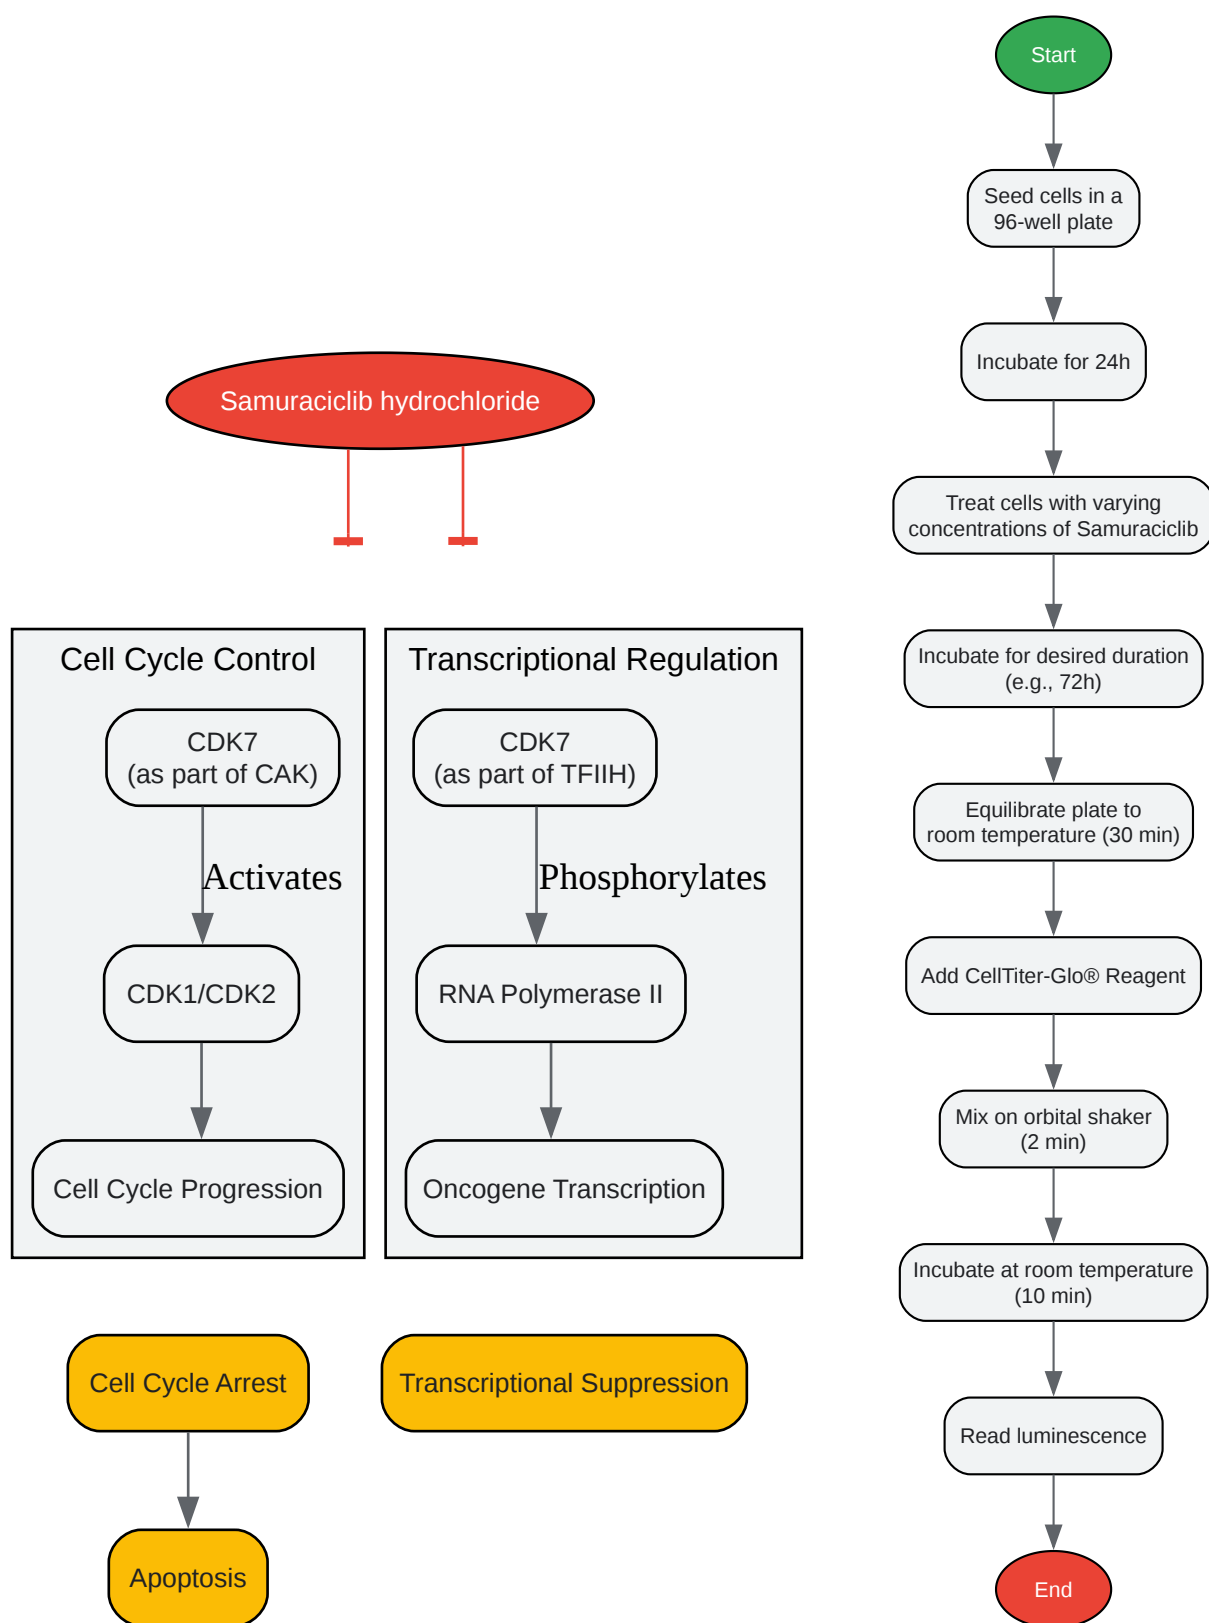 Samuraciclib hydrochloride
Cell Cycle Control
CDK7
(as part of CAK)
Activates
CDK1/CDK2
Cell Cycle Progression
Transcriptional Regulation
CDK7
(as part of TFIIH)
Phosphorylates
RNA Polymerase II
Oncogene Transcription
Cell Cycle Arrest
Transcriptional Suppression
Apoptosis
Start
Seed cells in a
96-well plate
Incubate for 24h
Treat cells with varying
concentrations of Samuraciclib
Incubate for desired duration
(e.g., 72h)
Equilibrate plate to
room temperature (30 min)
Add CellTiter-Glo® Reagent
Mix on orbital shaker
(2 min)
Incubate at room temperature
(10 min)
Read luminescence
End